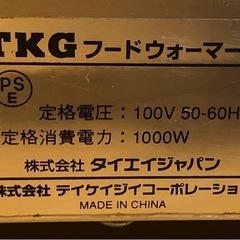 TKG フードウォーマー
PS
E
定格電圧：100V 50-60H
定格消費電力：1000W
株式会社 タイエイジャパン
株式会社 テイケイジイコーポレーショ
MADE IN CHINA